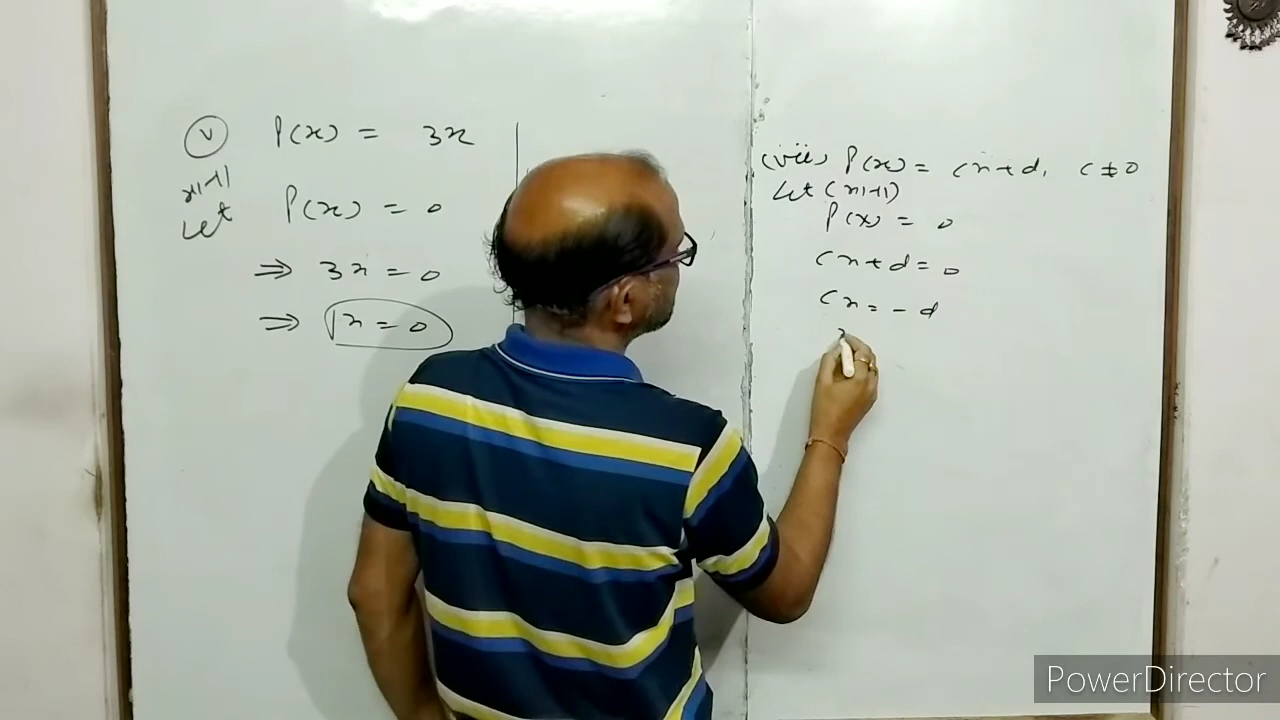 (v) P(x) = 3x
Let P(x) = 0
⇒ 3x = 0
⇒ x = 0
(vii) P(x) = cx+d, c≠0
Let
P(x) = 0
cx+d=0
cx = -d
PowerDirector